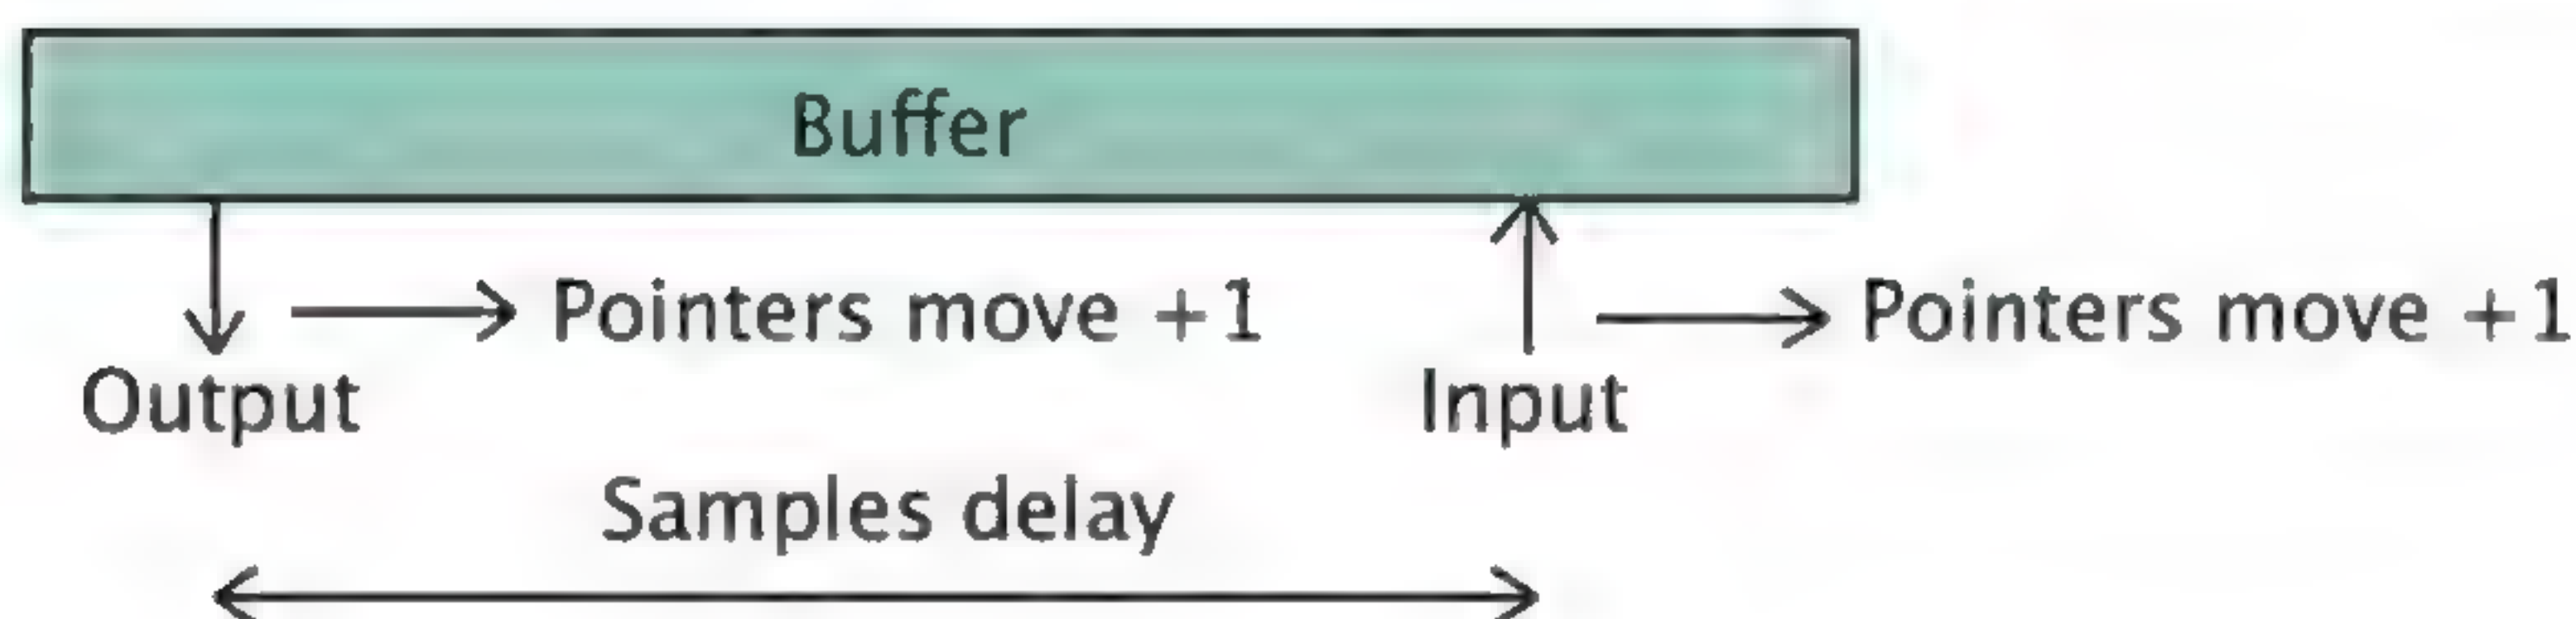 Buffer
Pointers move +1
Pointers move +1
Output
Input
Samples delay